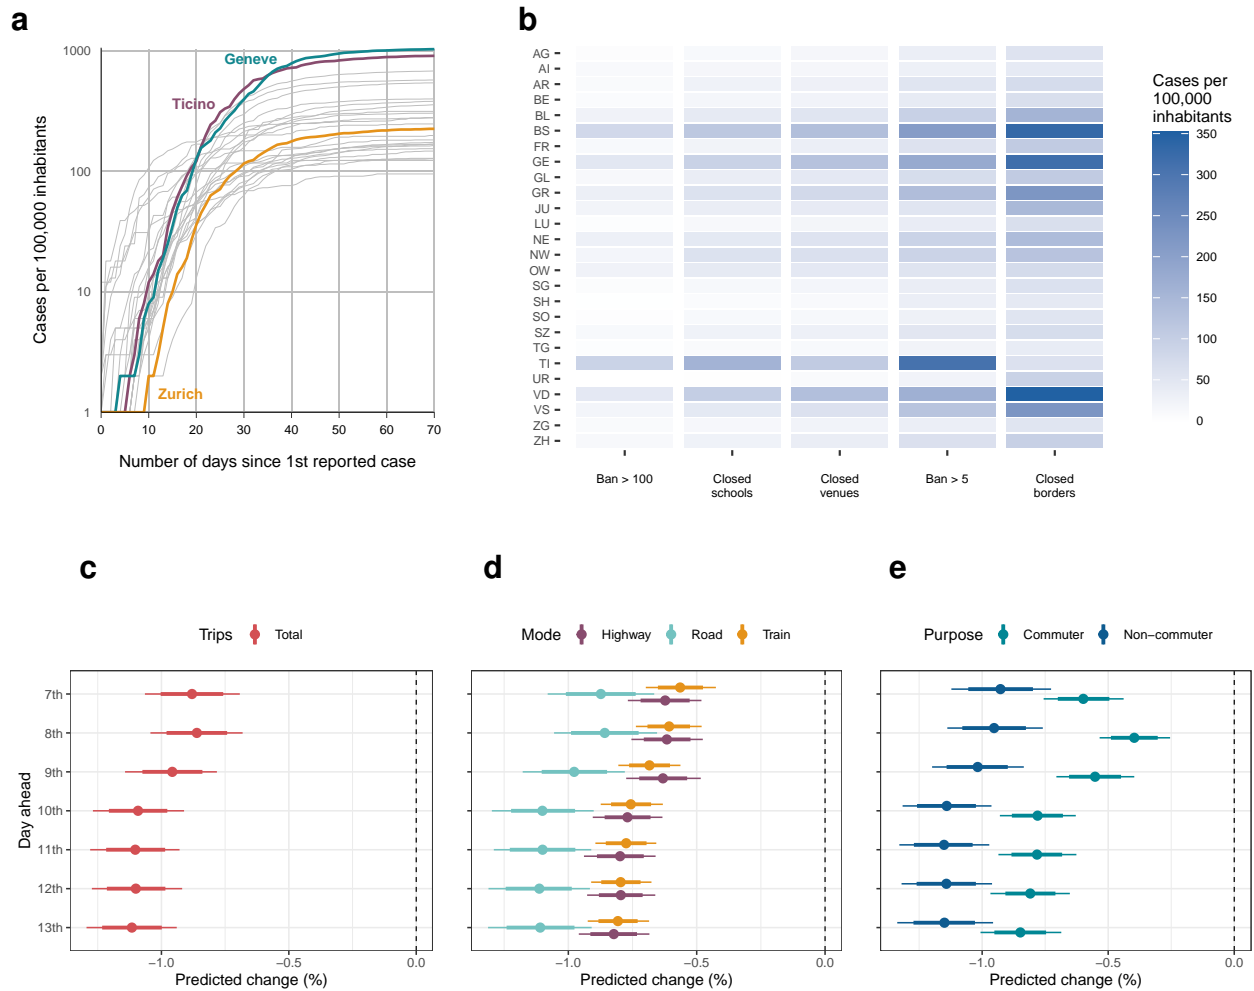 a
Cases per 100,000 inhabitants
1000
100
10
1
Geneve
Ticino
Zurich
0 10 20 30 40 50 60 70
Number of days since 1st reported case
b
AG
AI
AR
BE
BL
BS
FR
GE
GL
GR
JU
LU
NE
NW
OW
SG
SH
SO
SZ
TG
TI
UR
VD
VS
ZG
ZH
Ban > 100
Closed
schools
Closed
venues
Ban > 5
Closed
borders
Cases per
100,000
inhabitants
350
300
250
200
150
100
50
0
c
Trips Total
Day ahead
7th
8th
9th
10th
11th
12th
13th
−1.0 −0.5 0.0
Predicted change (%)
d
Mode Highway Road Train
−1.0 −0.5 0.0
Predicted change (%)
e
Purpose Commuter Non−commuter
−1.0 −0.5 0.0
Predicted change (%)